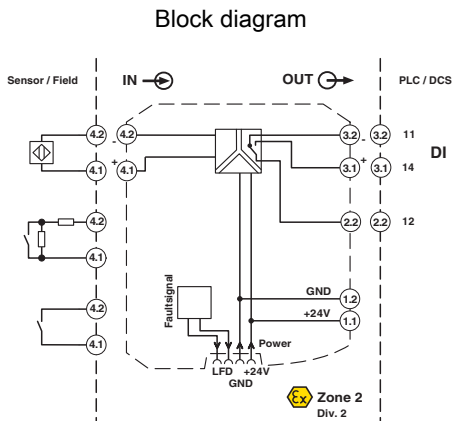 Block diagram
Sensor / Field
IN
OUT
PLC / DCS
4.2
4.2
-
3.2
-
3.2
11
DI
4.1
+
4.1
3.1
+
3.1
14
4.2
2.2
2.2
12
4.1
Faultsignal
GND
1.2
4.2
+24V
1.1
4.1
Power
LFD
+24V
GND
Ex
Zone 2
Div. 2